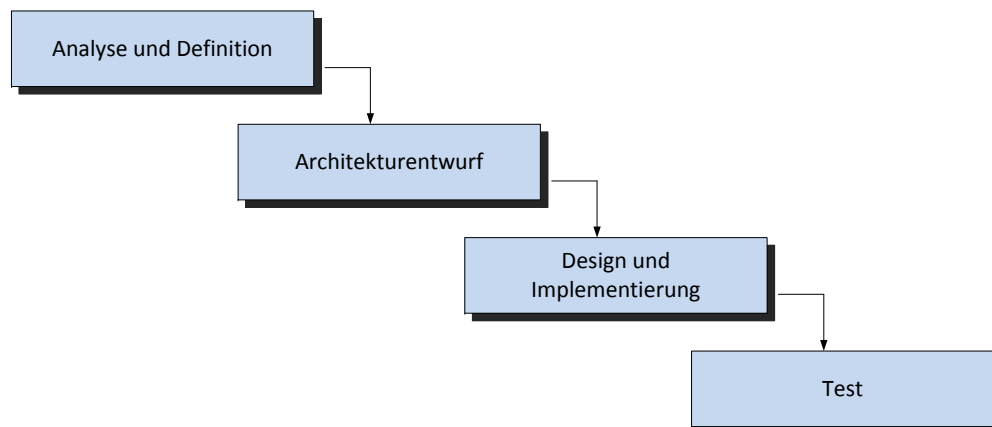 Analyse und Definition
Architekturentwurf
Design und
Implementierung
Test